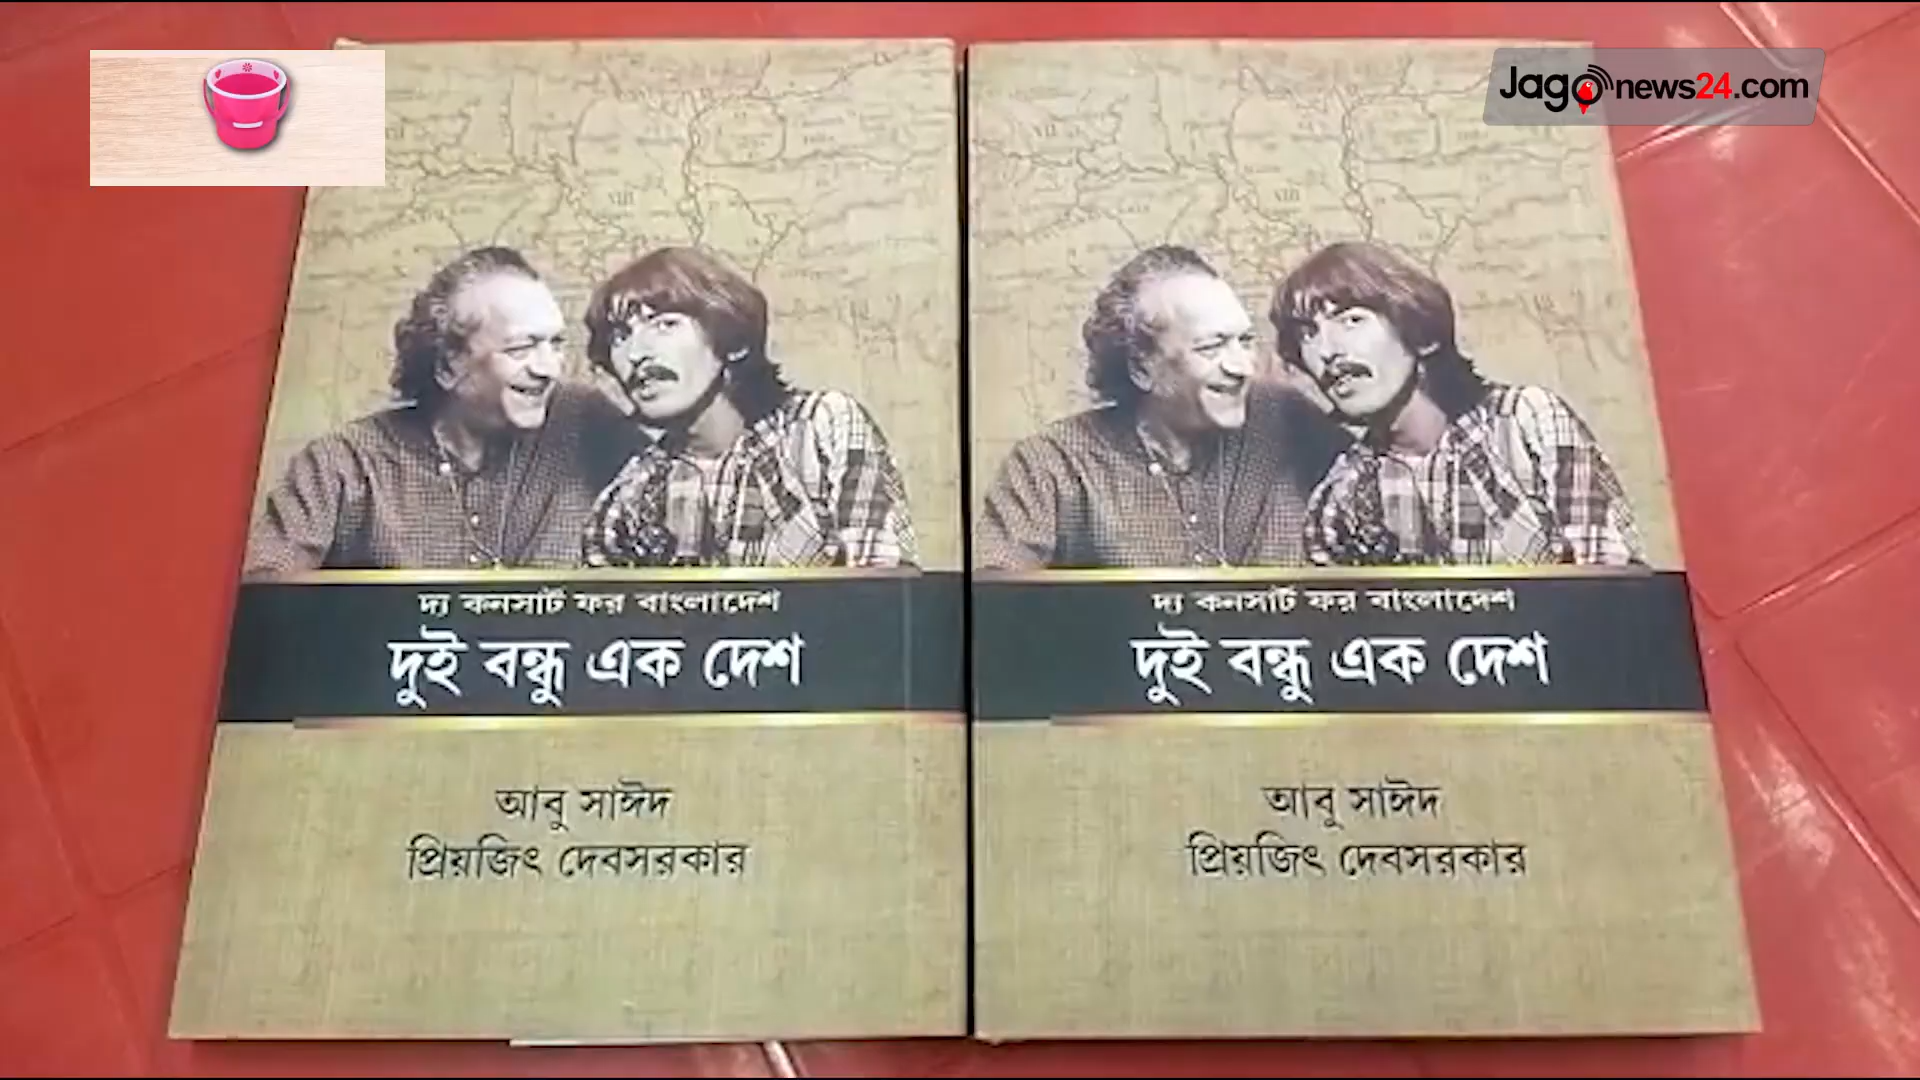 Jagonews24.com
দ্য কনসার্ট ফর বাংলাদেশ
দুই বন্ধু এক দেশ
আবু সাঈদ
প্রিয়জিৎ দেবসরকার
দ্য কনসার্ট ফর বাংলাদেশ
দুই বন্ধু এক দেশ
আবু সাঈদ
প্রিয়জিৎ দেবসরকার